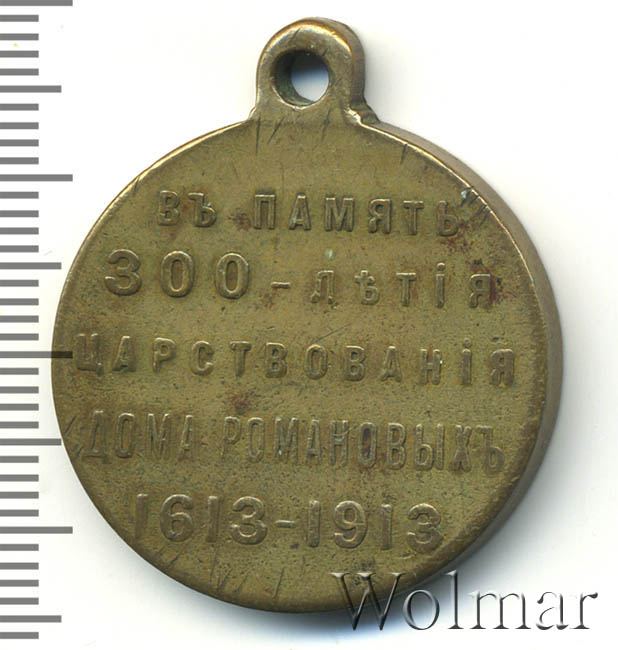 ВЪ ПАМЯТЬ
300-лѣтія
ЦАРСТВОВАНІЯ
ДОМА РОМАНОВЫХЪ
1613-1913
Wolmar